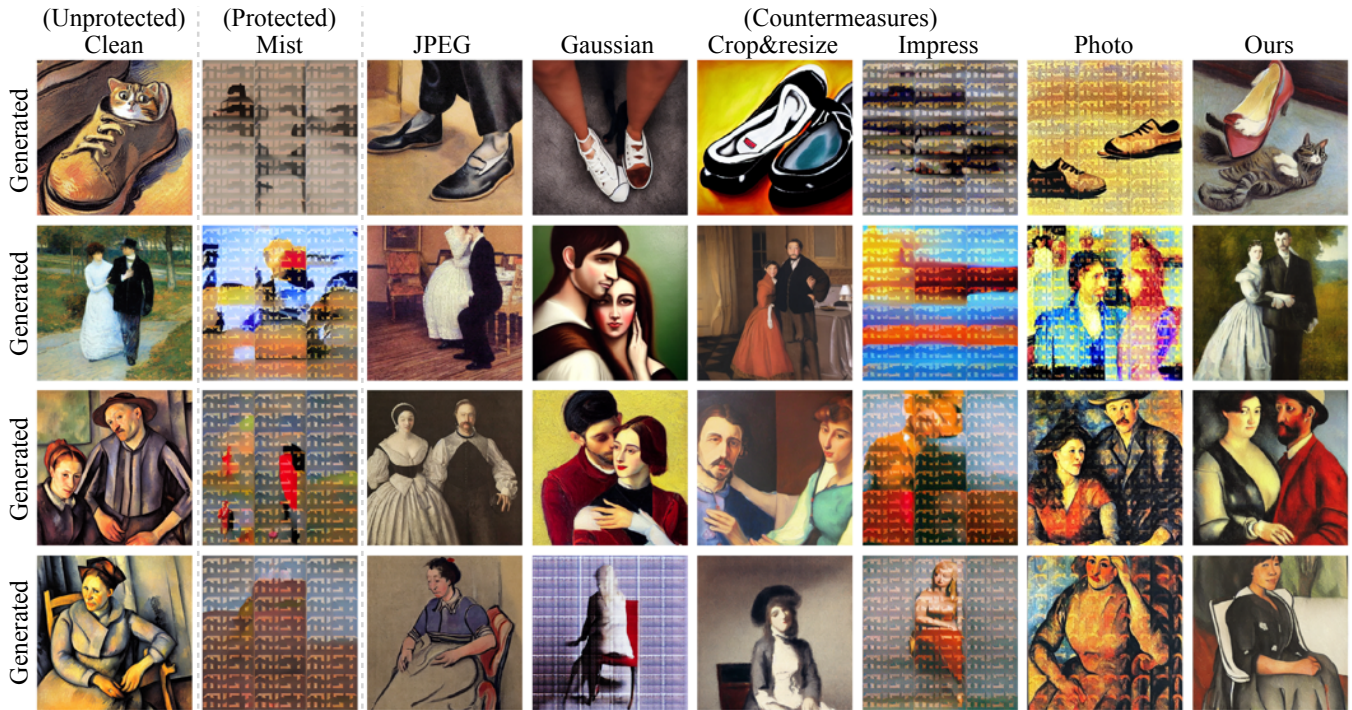 (Unprotected) (Protected) (Countermeasures)
Clean Mist JPEG Gaussian Crop&resize Impress Photo Ours
Generated
Generated
Generated
Generated